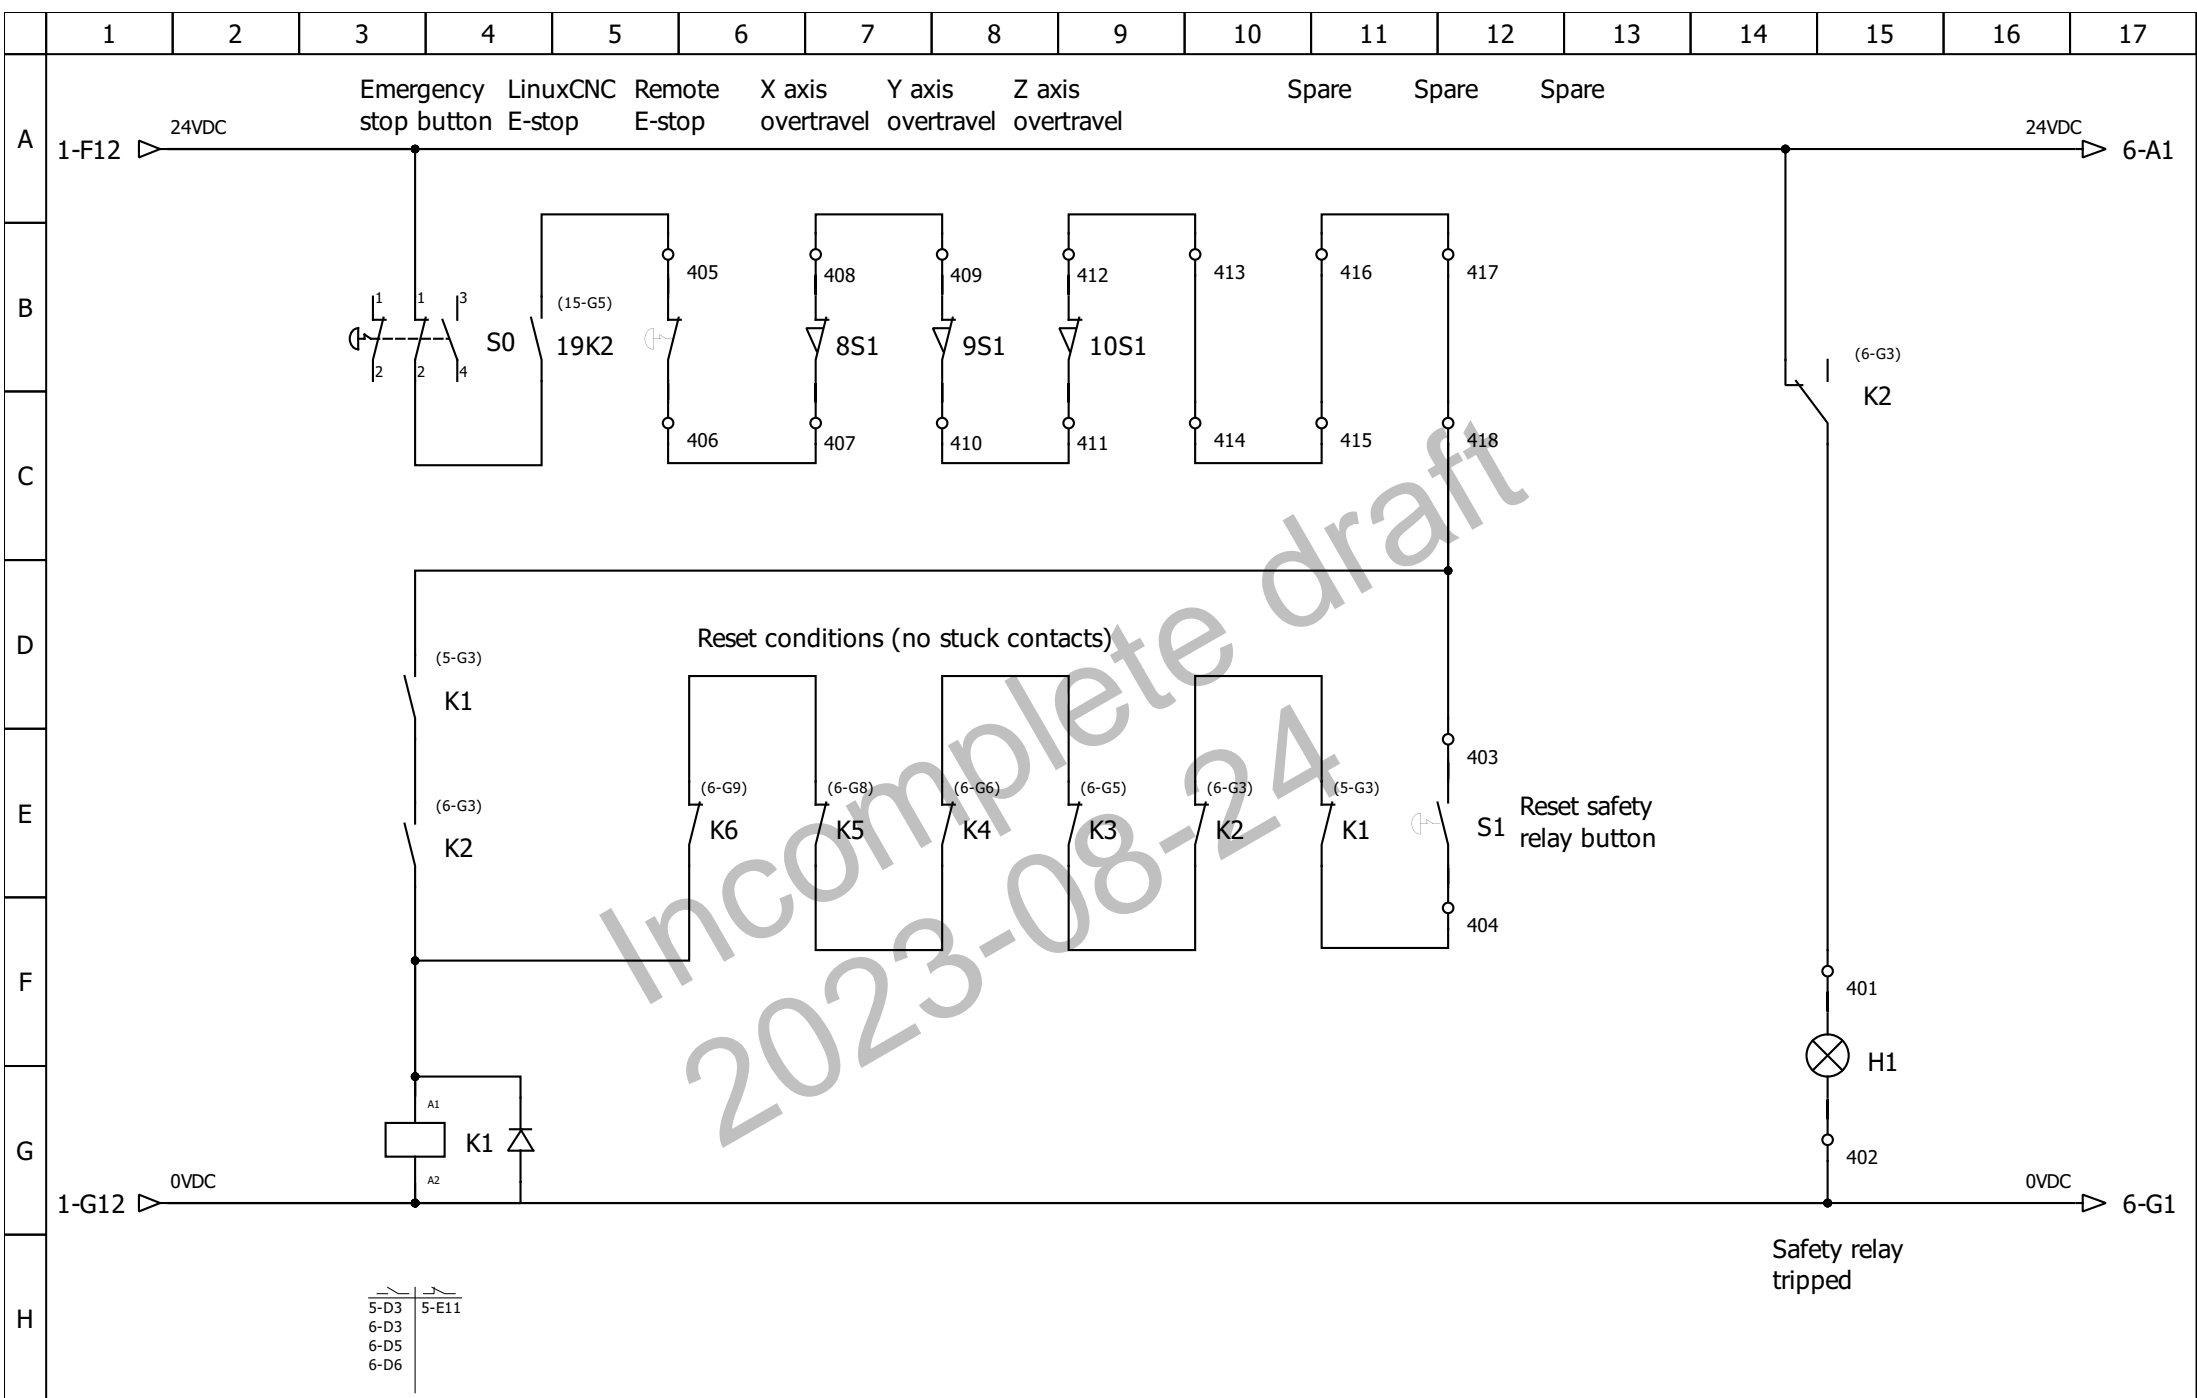 1 2 3 4 5 6 7 8 9 10 11 12 13 14 15 16 17
Emergency LinuxCNC Remote X axis Y axis Z axis Spare Spare Spare
stop button E-stop E-stop overtravel overtravel overtravel
A
24VDC 24VDC
1-F12 6-A1
405 408 409 412 413 416 417
B
1 1 3 (15-G5)
S0 19K2 8S1 9S1 10S1
2 2 4
(6-G3)
K2
406 407 410 411 414 415 418
C
Incomplete draft
2023-08-24
D
Reset conditions (no stuck contacts)
(5-G3)
K1
403
E
(6-G3) (6-G9) (6-G8) (6-G6) (6-G5) (6-G3) (5-G3)
K2 K6 K5 K4 K3 K2 K1 S1
Reset safety
relay button
404
F
401
H1
A1
G
K1
402
A2
0VDC 0VDC
1-G12 6-G1
Safety relay
tripped
H
5-D3 5-E11
6-D3
6-D5
6-D6